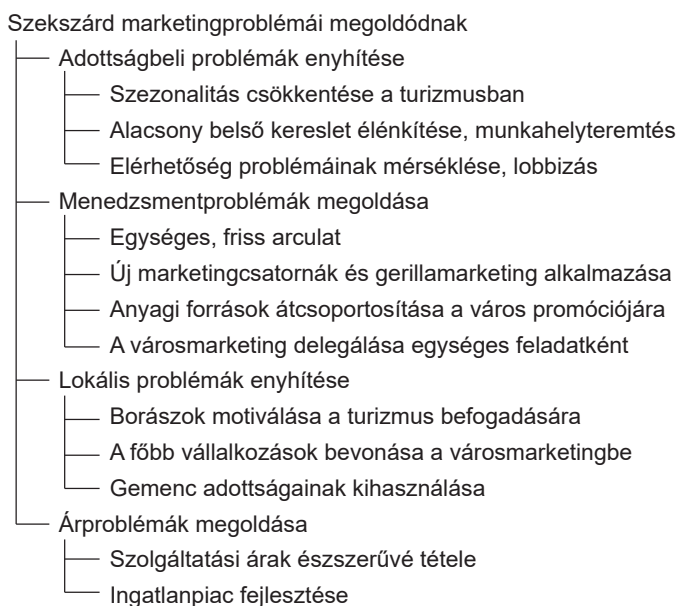 Szekszárd marketingproblémái megoldódnak
Adottságbeli problémák enyhítése
Szezonalitás csökkentése a turizmusban
Alacsony belső kereslet élénkítése, munkahelyteremtés
Elérhetőség problémáinak mérséklése, lobbizás
Menedzsmentproblémák megoldása
Egységes, friss arculat
Új marketingcsatornák és gerillamarketing alkalmazása
Anyagi források átcsoportosítása a város promóciójára
A városmarketing delegálása egységes feladatként
Lokális problémák enyhítése
Borászok motiválása a turizmus befogadására
A főbb vállalkozások bevonása a városmarketingbe
Gemenc adottságainak kihasználása
Árproblémák megoldása
Szolgáltatási árak észszerűvé tétele
Ingatlanpiac fejlesztése